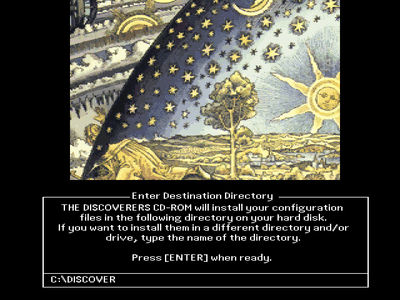 Enter Destination Directory
THE DISCOVERERS CD-ROM will install your configuration
files in the following directory on your hard disk.
If you want to install them in a different directory and/or
drive, type the name of the directory.
Press [ENTER] when ready.
C:\DISCOVER